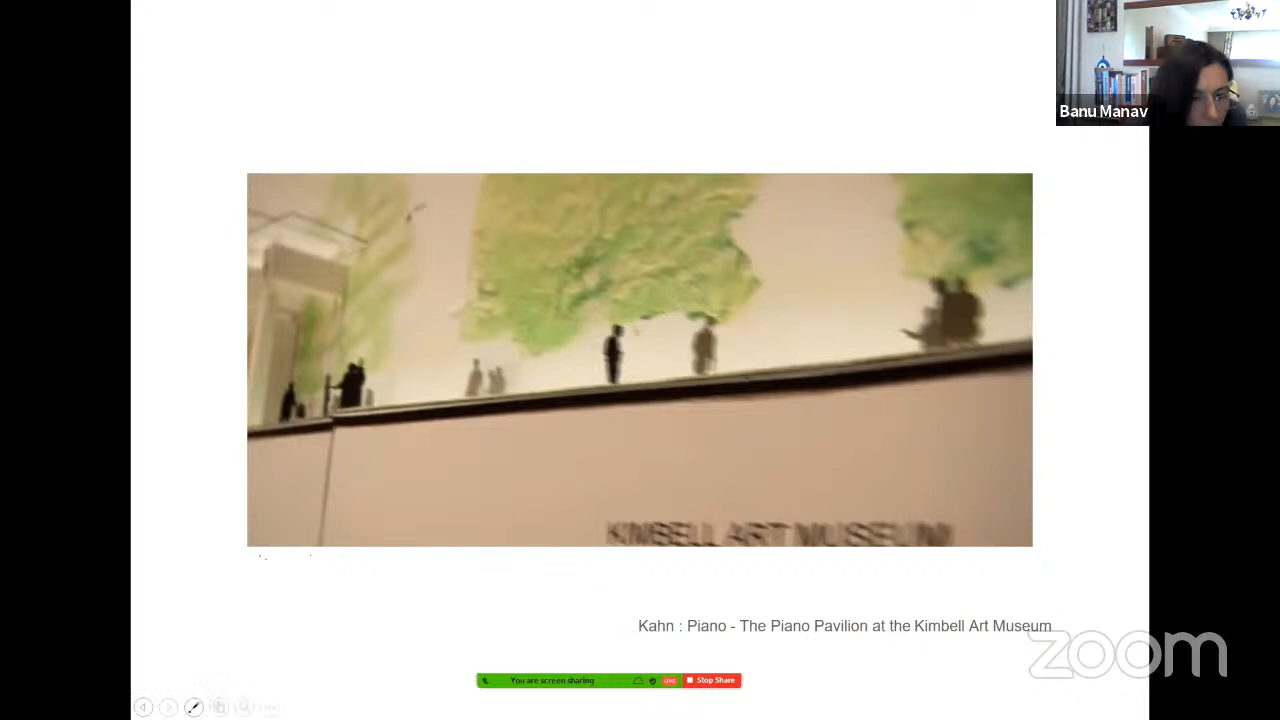 Banu Manav
KIMBELL ART MUSEUM
Kahn : Piano - The Piano Pavilion at the Kimbell Art Museum
zoom
You are screen sharing
LIVE
Stop Share